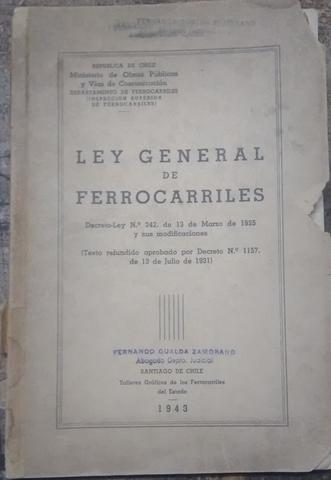 FERNANDO GUALDA ZAMORANO
REPUBLICA DE CHILE
Ministerio de Obras Públicas
y Vías de Comunicación
DEPARTAMENTO DE FERROCARRILES
(INSPECCION SUPERIOR
DE FERROCARRILES)
LEY GENERAL
DE
FERROCARRILES
Decreto-Ley N.º 342, de 13 de Marzo de 1925
y sus modificaciones
(Texto refundido aprobado por Decreto N.º 1157,
de 13 de Julio de 1931)
FERNANDO GUALDA ZAMORANO
Abogado Depto. Judicial
SANTIAGO DE CHILE
Talleres Gráficos de los Ferrocarriles
del Estado
1943